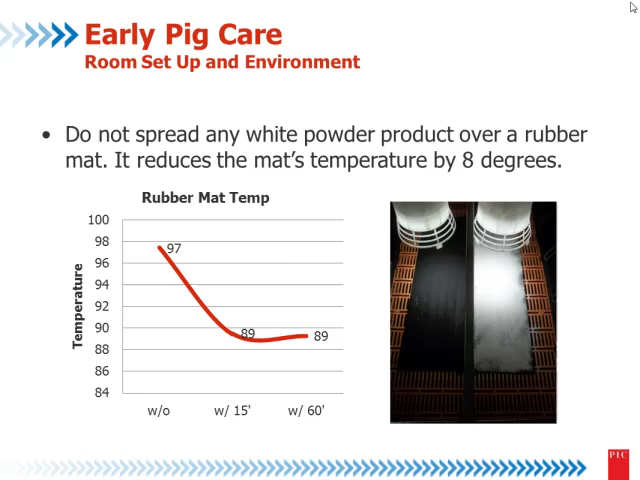 Early Pig Care
Room Set Up and Environment
• Do not spread any white powder product over a rubber
mat. It reduces the mat’s temperature by 8 degrees.
Rubber Mat Temp
100
98
96
94
92
90
88
86
84
Temperature
97
89
89
w/o
w/ 15'
w/ 60'
PIC